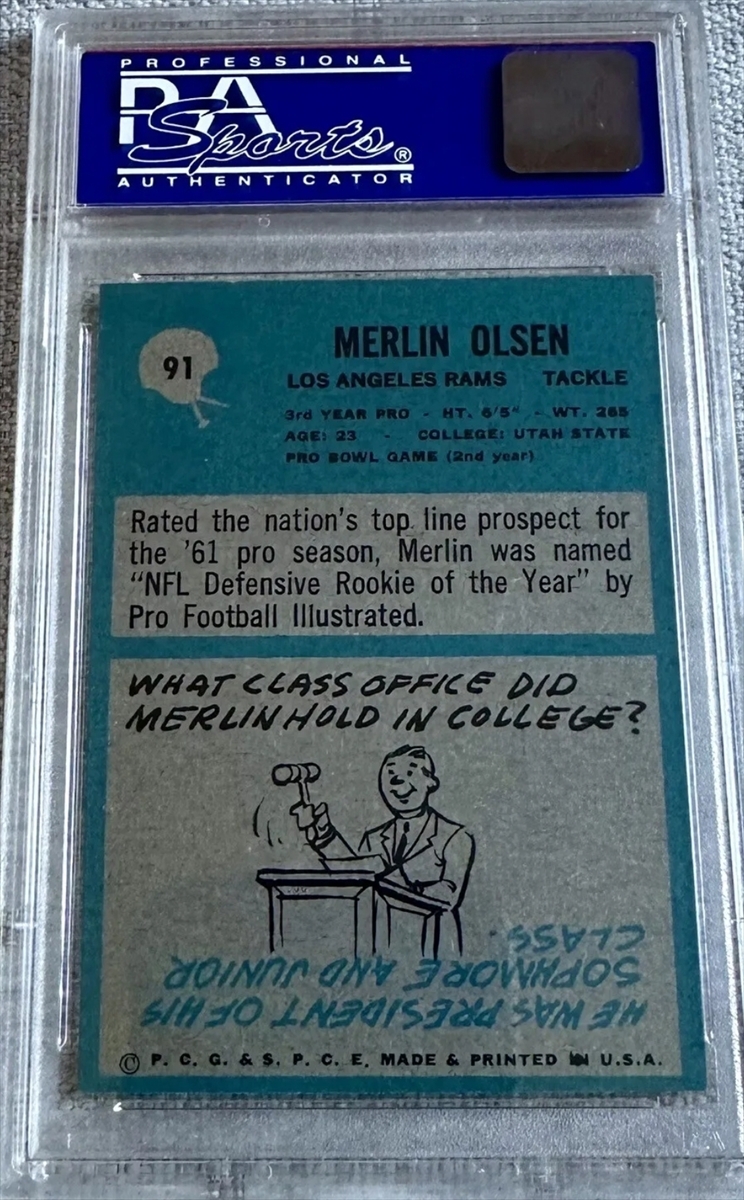 PROFESSIONAL
PSA
Sports®
AUTHENTICATOR
91
MERLIN OLSEN
LOS ANGELES RAMS TACKLE
3rd YEAR PRO - HT. 6'5" - WT. 265
AGE: 23 - COLLEGE: UTAH STATE
PRO BOWL GAME (2nd year)
Rated the nation's top line prospect for
the '61 pro season, Merlin was named
"NFL Defensive Rookie of the Year" by
Pro Football Illustrated.
WHAT CLASS OFFICE DID
MERLIN HOLD IN COLLEGE?
HE WAS PRESIDENT OF HIS
SOPHMORE AND JUNIOR
CLASS.
© P. C. G. & S. P. C. E. MADE & PRINTED IN U.S.A.